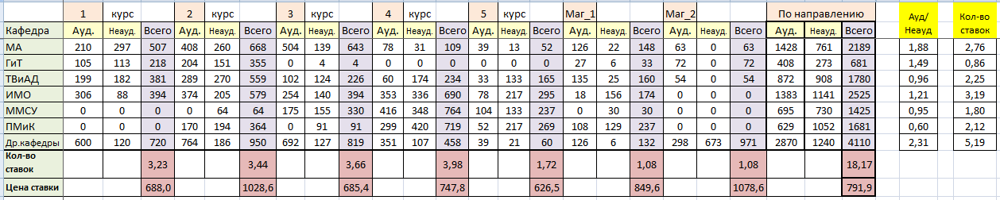 1 курс 2 курс 3 курс 4 курс 5 курс Маг_1 Маг_2 По направлению Ауд/ Неауд Кол-во ставок
Кафедра Ауд. Неауд. Всего Ауд. Неауд. Всего Ауд. Неауд. Всего Ауд. Неауд. Всего Ауд. Неауд. Всего Ауд. Неауд. Всего Ауд. Неауд. Всего Ауд. Неауд. Всего
МА 210 297 507 408 260 668 504 139 643 78 31 109 39 13 52 126 22 148 63 0 63 1428 761 2189 1,88 2,76
ГиТ 105 113 218 204 151 355 0 4 4 0 0 0 0 0 0 27 6 33 72 0 72 408 273 681 1,49 0,86
ТВиАД 199 182 381 289 270 559 102 124 226 60 174 234 33 133 165 135 25 160 54 0 54 872 908 1780 0,96 2,25
ИМО 306 88 394 374 205 579 254 140 394 353 336 690 78 217 295 18 156 174 0 0 0 1383 1141 2525 1,21 3,19
ММСУ 0 0 0 0 64 64 175 155 330 416 348 764 104 133 237 0 30 30 0 0 0 695 730 1425 0,95 1,80
ПМиК 0 0 0 170 194 364 0 91 91 299 420 719 52 217 269 108 129 237 0 0 0 629 1052 1681 0,60 2,12
Др.кафедры 600 120 720 764 186 950 692 127 819 351 107 458 39 21 60 126 6 132 298 673 971 2870 1240 4110 2,31 5,19
Кол-во
ставок 3,23 3,44 3,66 3,98 1,72 1,08 1,08 18,17
Цена ставки 688,0 1028,6 685,4 747,8 626,5 849,6 1078,6 791,9